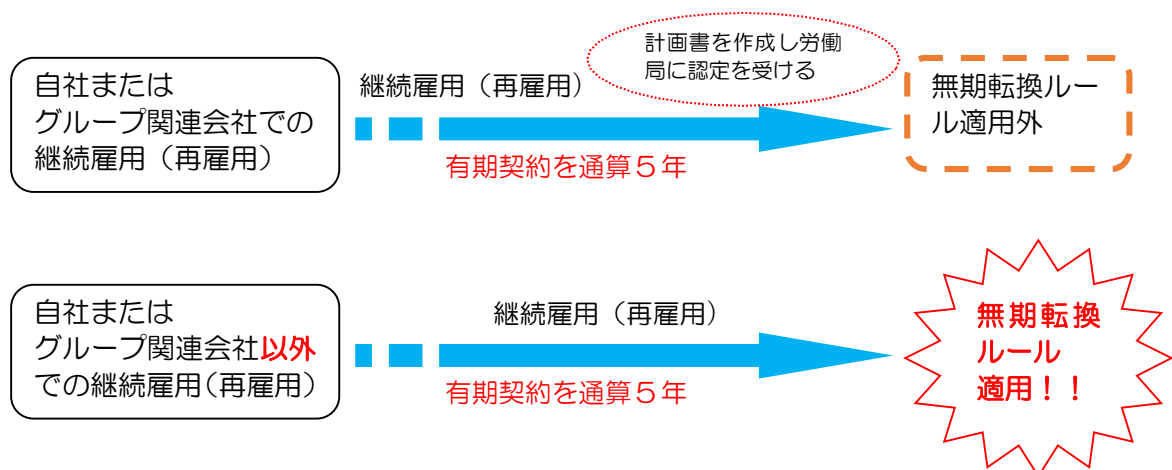 計画書を作成し労働
局に認定を受ける
自社または
グループ関連会社での
継続雇用（再雇用）
継続雇用（再雇用）
有期契約を通算５年
無期転換ルー
ル適用外
自社または
グループ関連会社以外
での継続雇用（再雇用）
継続雇用（再雇用）
有期契約を通算５年
無期転換
ルール
適用！！